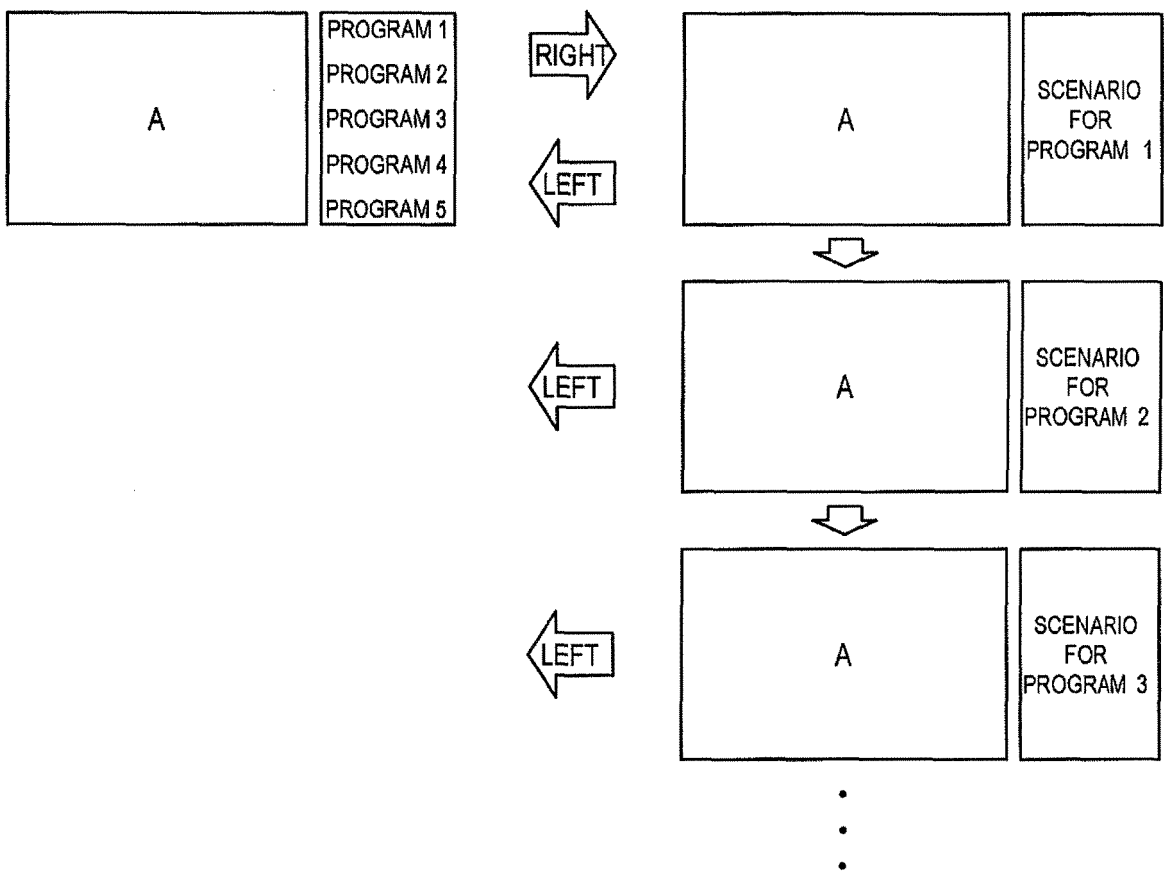 A
PROGRAM 1
PROGRAM 2
PROGRAM 3
PROGRAM 4
PROGRAM 5
RIGHT
LEFT
A
SCENARIO
FOR
PROGRAM 1
LEFT
A
SCENARIO
FOR
PROGRAM 2
LEFT
A
SCENARIO
FOR
PROGRAM 3